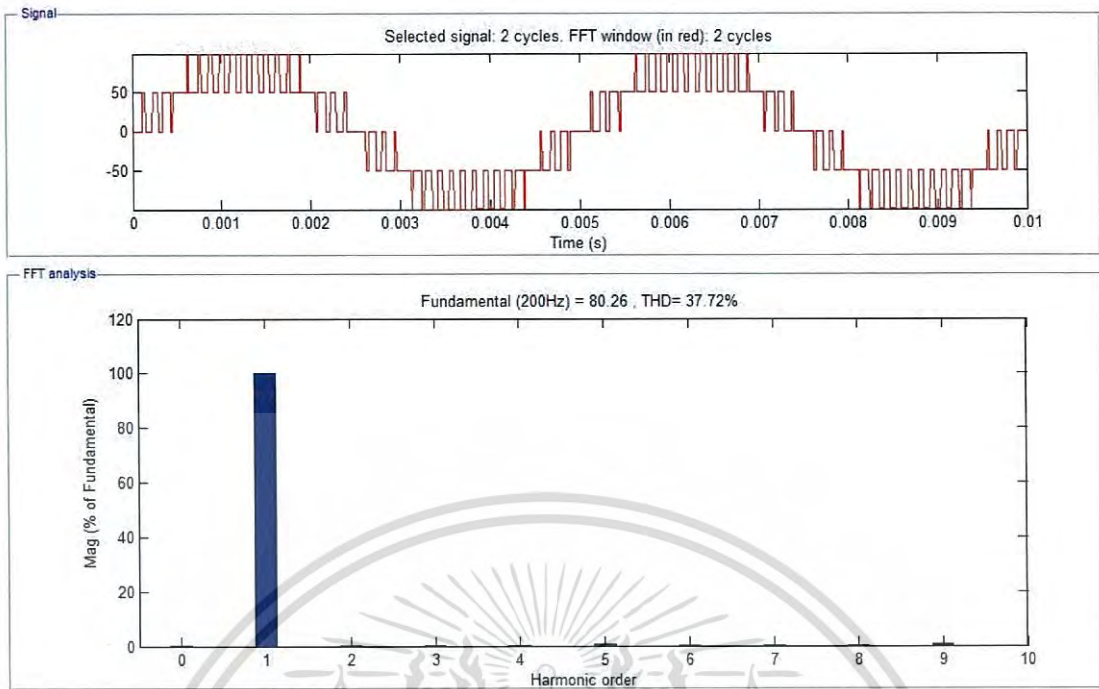 Signal
Selected signal: 2 cycles. FFT window (in red): 2 cycles
50
0
-50
0 0.001 0.002 0.003 0.004 0.005 0.006 0.007 0.008 0.009 0.01
Time (s)
FFT analysis
Fundamental (200Hz) = 80.26 , THD= 37.72%
120
100
80
60
40
20
0
Mag (% of Fundamental)
0 1 2 3 4 5 6 7 8 9 10
Harmonic order